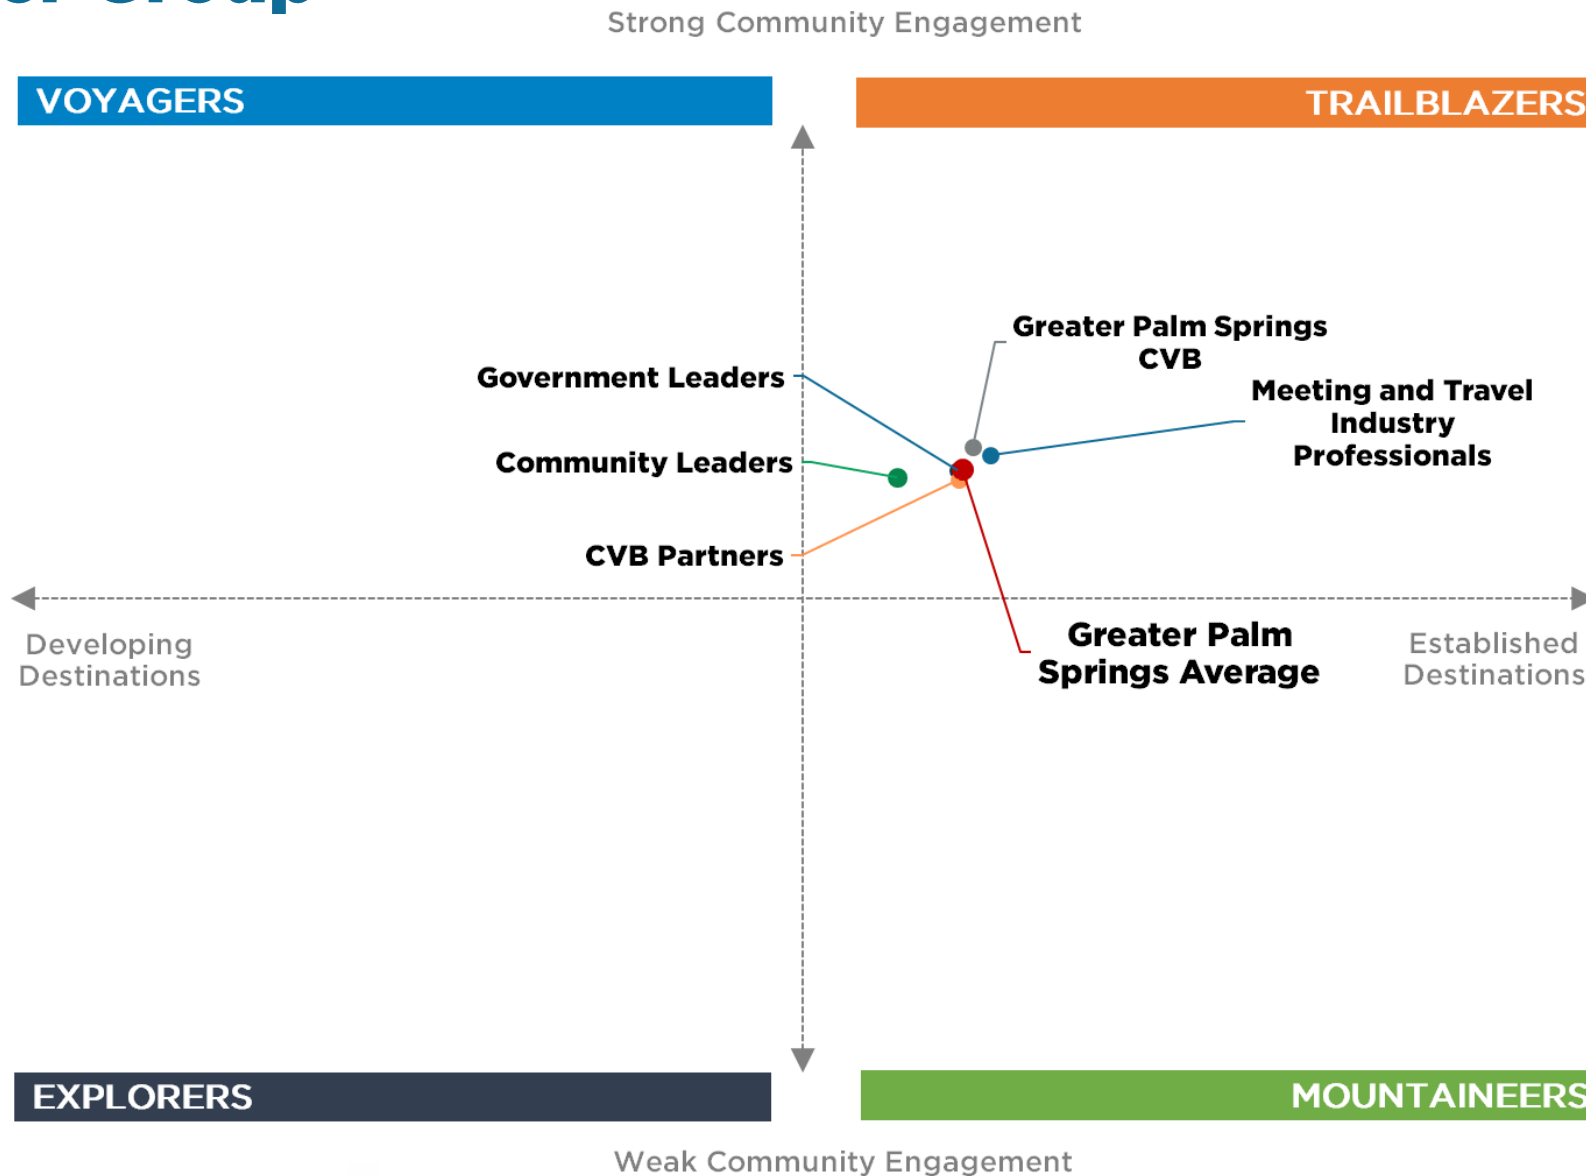 Group
Strong Community Engagement
VOYAGERS
TRAILBLAZERS
Greater Palm Springs
CVB
Government Leaders
Meeting and Travel
Industry
Professionals
Community Leaders
CVB Partners
Developing
Destinations
Greater Palm
Springs Average
Established
Destinations
EXPLORERS
MOUNTAINEERS
Weak Community Engagement